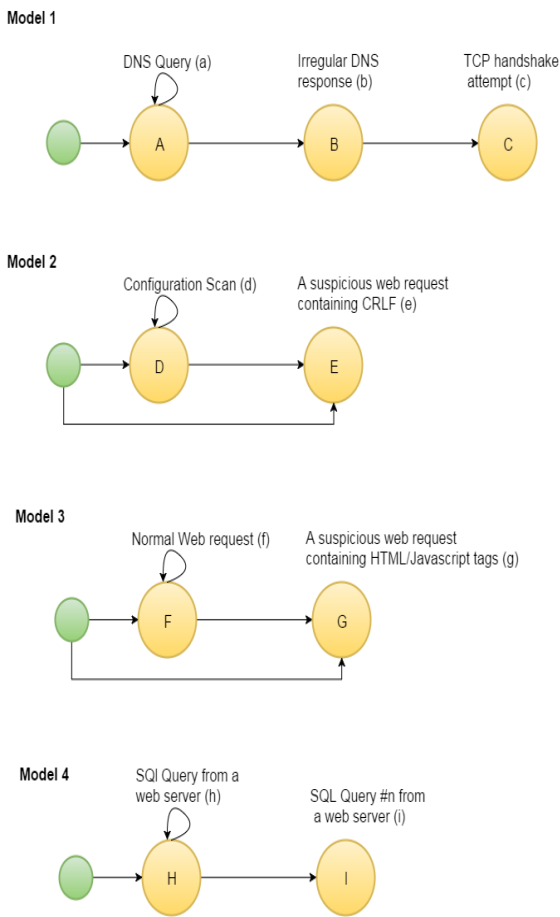 Model 1
DNS Query (a)
Irregular DNS
response (b)
TCP handshake
attempt (c)
A
B
C
Model 2
Configuration Scan (d)
A suspicious web request
containing CRLF (e)
D
E
Model 3
Normal Web request (f)
A suspicious web request
containing HTML/Javascript tags (g)
F
G
Model 4
SQl Query from a
web server (h)
SQL Query #n from
a web server (i)
H
I